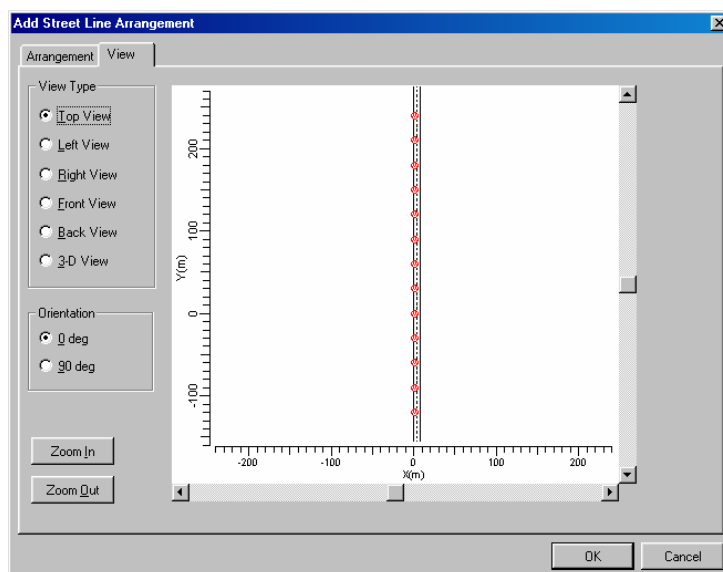 Add Street Line Arrangement
Arrangement View
View Type
Top View
Left View
Right View
Front View
Back View
3-D View
Orientation
0 deg
90 deg
Zoom In
Zoom Out
Y(m)
200
100
0
-100
-200 -100 0 100 200
X(m)
OK Cancel